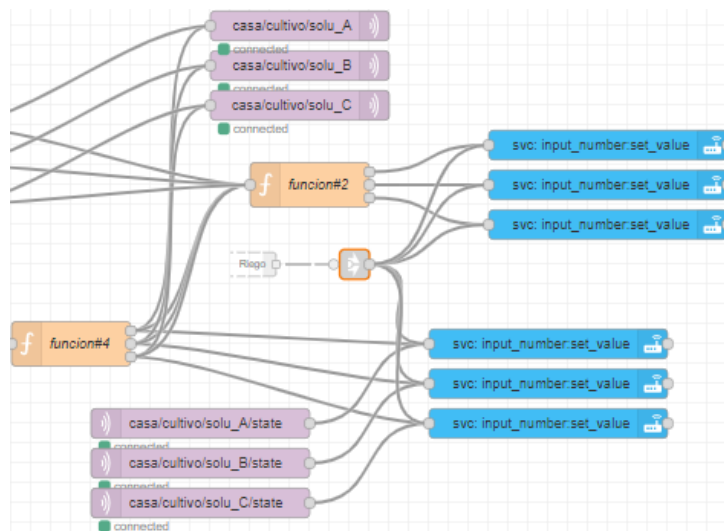 casa/cultivo/solu_A
connected
casa/cultivo/solu_B
connected
casa/cultivo/solu_C
connected
svc: input_number:set_value
funcion#2
svc: input_number:set_value
svc: input_number:set_value
Riego
funcion#4
svc: input_number:set_value
svc: input_number:set_value
casa/cultivo/solu_A/state
svc: input_number:set_value
connected
casa/cultivo/solu_B/state
connected
casa/cultivo/solu_C/state
connected